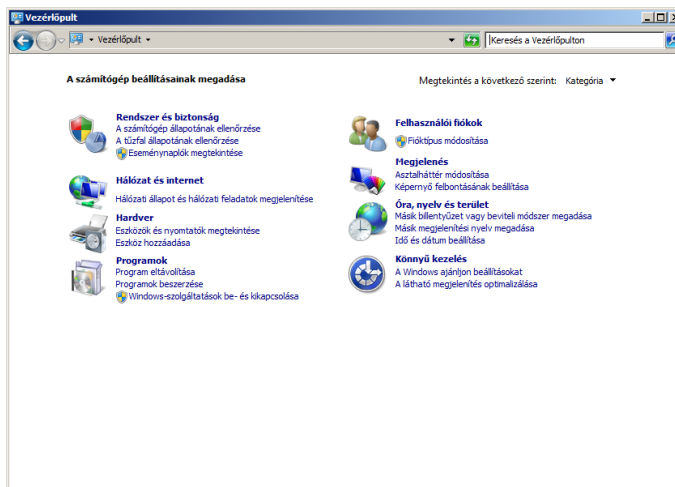 Vezérlőpult
Vezérlőpult
Keresés a Vezérlőpulton
A számítógép beállításainak megadása
Megtekintés a következő szerint: Kategória
Rendszer és biztonság
A számítógép állapotának ellenőrzése
A tűzfal állapotának ellenőrzése
Eseménynaplók megtekintése
Hálózat és internet
Hálózati állapot és hálózati feladatok megjelenítése
Hardver
Eszközök és nyomtatók megtekintése
Eszköz hozzáadása
Programok
Program eltávolítása
Programok beszerzése
Windows-szolgáltatások be- és kikapcsolása
Felhasználói fiókok
Fióktípus módosítása
Megjelenés
Asztalháttér módosítása
Képernyő felbontásának beállítása
Óra, nyelv és terület
Másik billentyűzet vagy beviteli módszer megadása
Másik megjelenítési nyelv megadása
Idő és dátum beállítása
Könnyű kezelés
A Windows ajánljon beállításokat
A látható megjelenítés optimalizálása